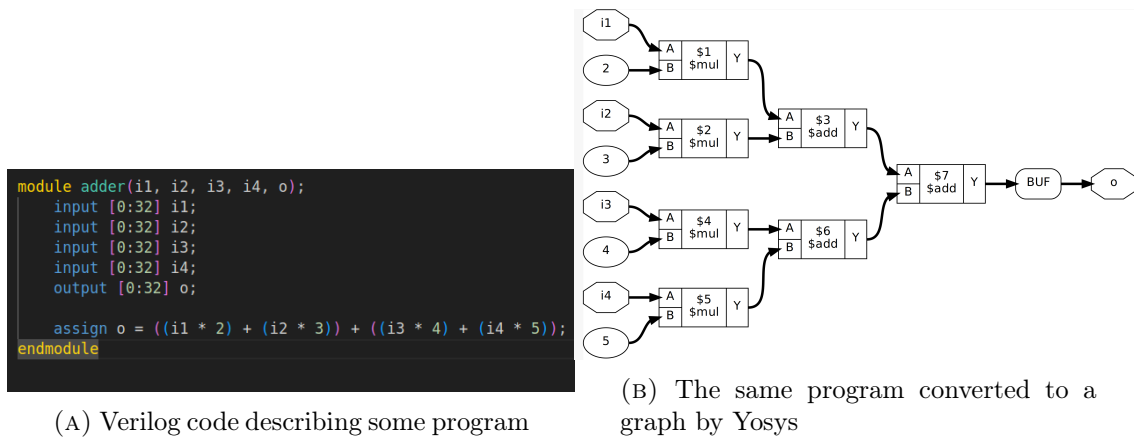 module adder(i1, i2, i3, i4, o);
input [0:32] i1;
input [0:32] i2;
input [0:32] i3;
input [0:32] i4;
output [0:32] o;
assign o = ((i1 * 2) + (i2 * 3)) + ((i3 * 4) + (i4 * 5));
endmodule
(A) Verilog code describing some program
i1
2
A
B
$1
$mul
Y
i2
3
A
B
$2
$mul
Y
A
B
$3
$add
Y
i3
4
A
B
$4
$mul
Y
i4
5
A
B
$5
$mul
Y
A
B
$6
$add
Y
A
B
$7
$add
Y
BUF
o
(B) The same program converted to a
graph by Yosys